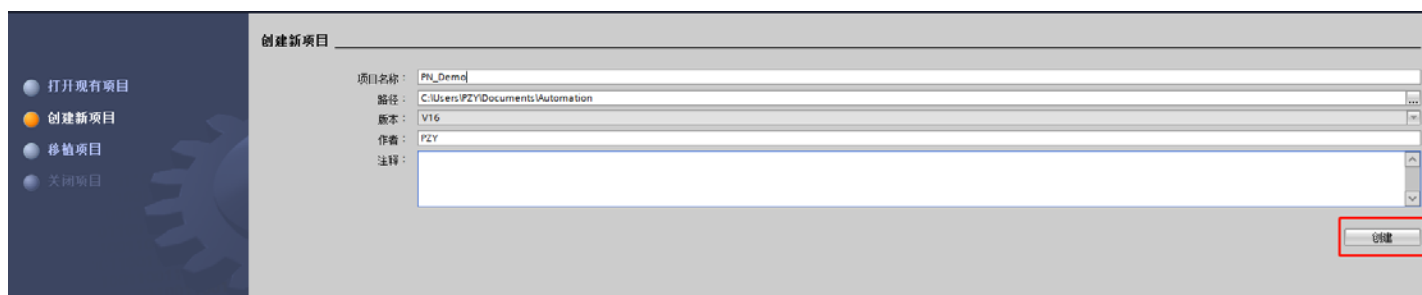 创建新项目
打开现有项目
创建新项目
移植项目
关闭项目
项目名称： PN_Demo
路径： C:\Users\PZY\Documents\Automation
...
版本： V16
作者： PZY
注释：
创建